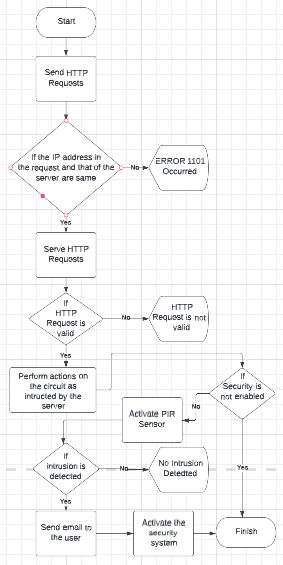 Start
Send HTTP
Requests
If the IP address in
the request and that of the
server are same
No
ERROR 1101
Occurred
Yes
Serve HTTP
Requests
If
HTTP
Request is
valid
No
HTTP
Request is not
valid
Yes
Perform actions on
the circuit as
intructed by the
server
If
Security is
not enabled
No
Activate PIR
Sensor
If
intrusion is
detected
No
No Intrusion
Deledted
Yes
Yes
Send email to
the user
Activate the
security
system
Finish